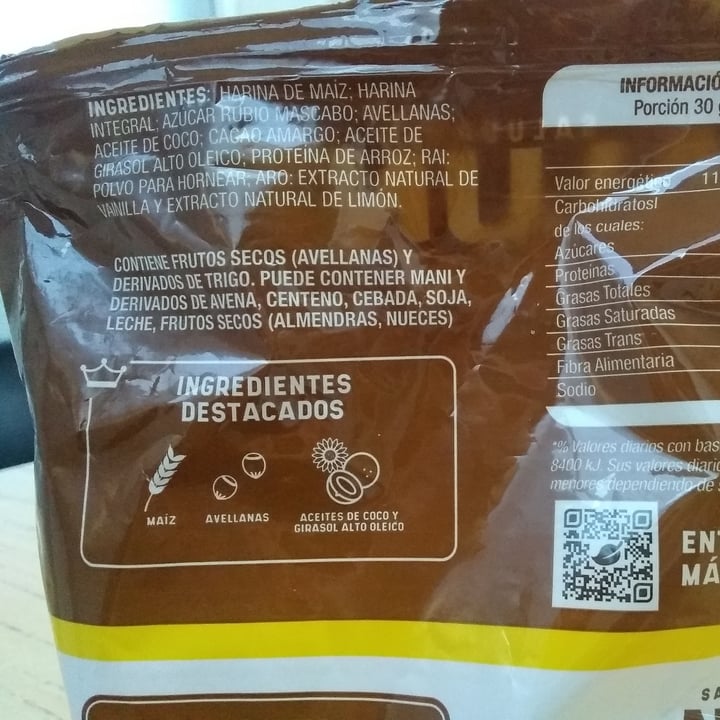 INGREDIENTES: HARINA DE MAÍZ; HARINA
INTEGRAL; AZÚCAR RUBIO MASCABO; AVELLANAS;
ACEITE DE COCO; CACAO AMARGO; ACEITE DE
GIRASOL ALTO OLEICO; PROTEÍNA DE ARROZ; RAI:
POLVO PARA HORNEAR; ARO: EXTRACTO NATURAL DE
VAINILLA Y EXTRACTO NATURAL DE LIMÓN.
CONTIENE FRUTOS SECOS (AVELLANAS) Y
DERIVADOS DE TRIGO. PUEDE CONTENER MANI Y
DERIVADOS DE AVENA, CENTENO, CEBADA, SOJA,
LECHE, FRUTOS SECOS (ALMENDRAS, NUECES)
INGREDIENTES
DESTACADOS
MAÍZ
AVELLANAS
ACEITES DE COCO Y
GIRASOL ALTO OLEICO
INFORMACIÓ
Porción 30 g
Valor energético 11
Carbohidratos
de los cuales:
Azúcares
Proteínas
Grasas Totales
Grasas Saturadas
Grasas Trans
Fibra Alimentaria
Sodio
*% Valores diarios con bas
8400 kJ. Sus valores diari
menores dependiendo de s
EN
MÁ